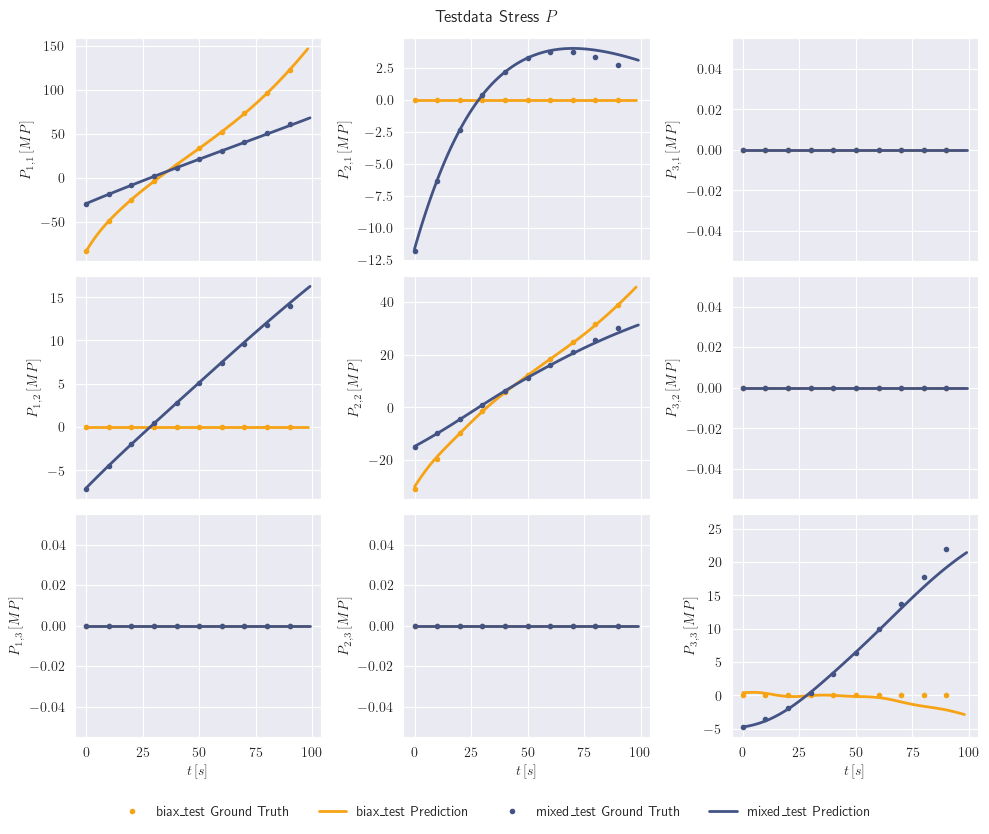 Testdata Stress P
150
100
50
0
−50
P1,1 [MP]
2.5
0.0
−2.5
−5.0
−7.5
−10.0
−12.5
P2,1 [MP]
0.04
0.02
0.00
−0.02
−0.04
P3,1 [MP]
15
10
5
0
−5
P1,2 [MP]
40
20
0
−20
P2,2 [MP]
0.04
0.02
0.00
−0.02
−0.04
P3,2 [MP]
0.04
0.02
0.00
−0.02
−0.04
P1,3 [MP]
0 25 50 75 100
t [s]
0.04
0.02
0.00
−0.02
−0.04
P2,3 [MP]
0 25 50 75 100
t [s]
25
20
15
10
5
0
−5
P3,3 [MP]
0 25 50 75 100
t [s]
biax_test Ground Truth biax_test Prediction mixed_test Ground Truth mixed_test Prediction